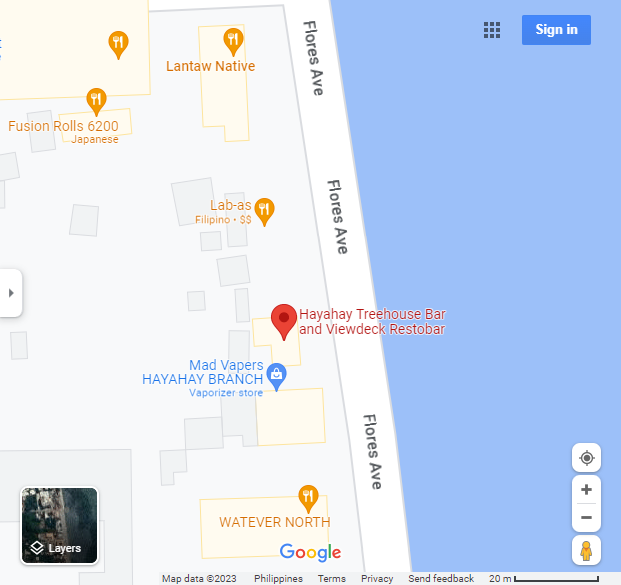 Flores Ave
Sign in
Lantaw Native
Fusion Rolls 6200
Japanese
Flores Ave
Lab-as
Filipino • $$
Hayahay Treehouse Bar
and Viewdeck Restobar
Mad Vapers
HAYAHAY BRANCH
Vaporizer store
Flores Ave
WATEVER NORTH
Layers
Google
Map data ©2023 Philippines Terms Privacy Send feedback 20 m